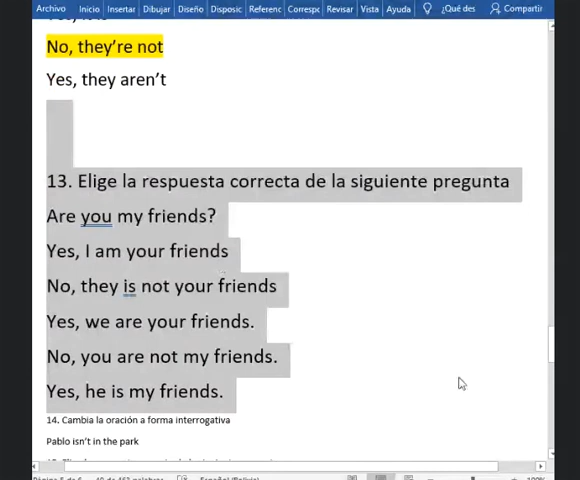 Archivo Inicio Insertar Dibujar Diseño Disposic Referenc Corresp Revisar Vista Ayuda ¿Qué des Compartir
No, they're not
Yes, they aren't
13. Elige la respuesta correcta de la siguiente pregunta
Are you my friends?
Yes, I am your friends
No, they is not your friends
Yes, we are your friends.
No, you are not my friends.
Yes, he is my friends.
14. Cambia la oración a forma interrogativa
Pablo isn't in the park